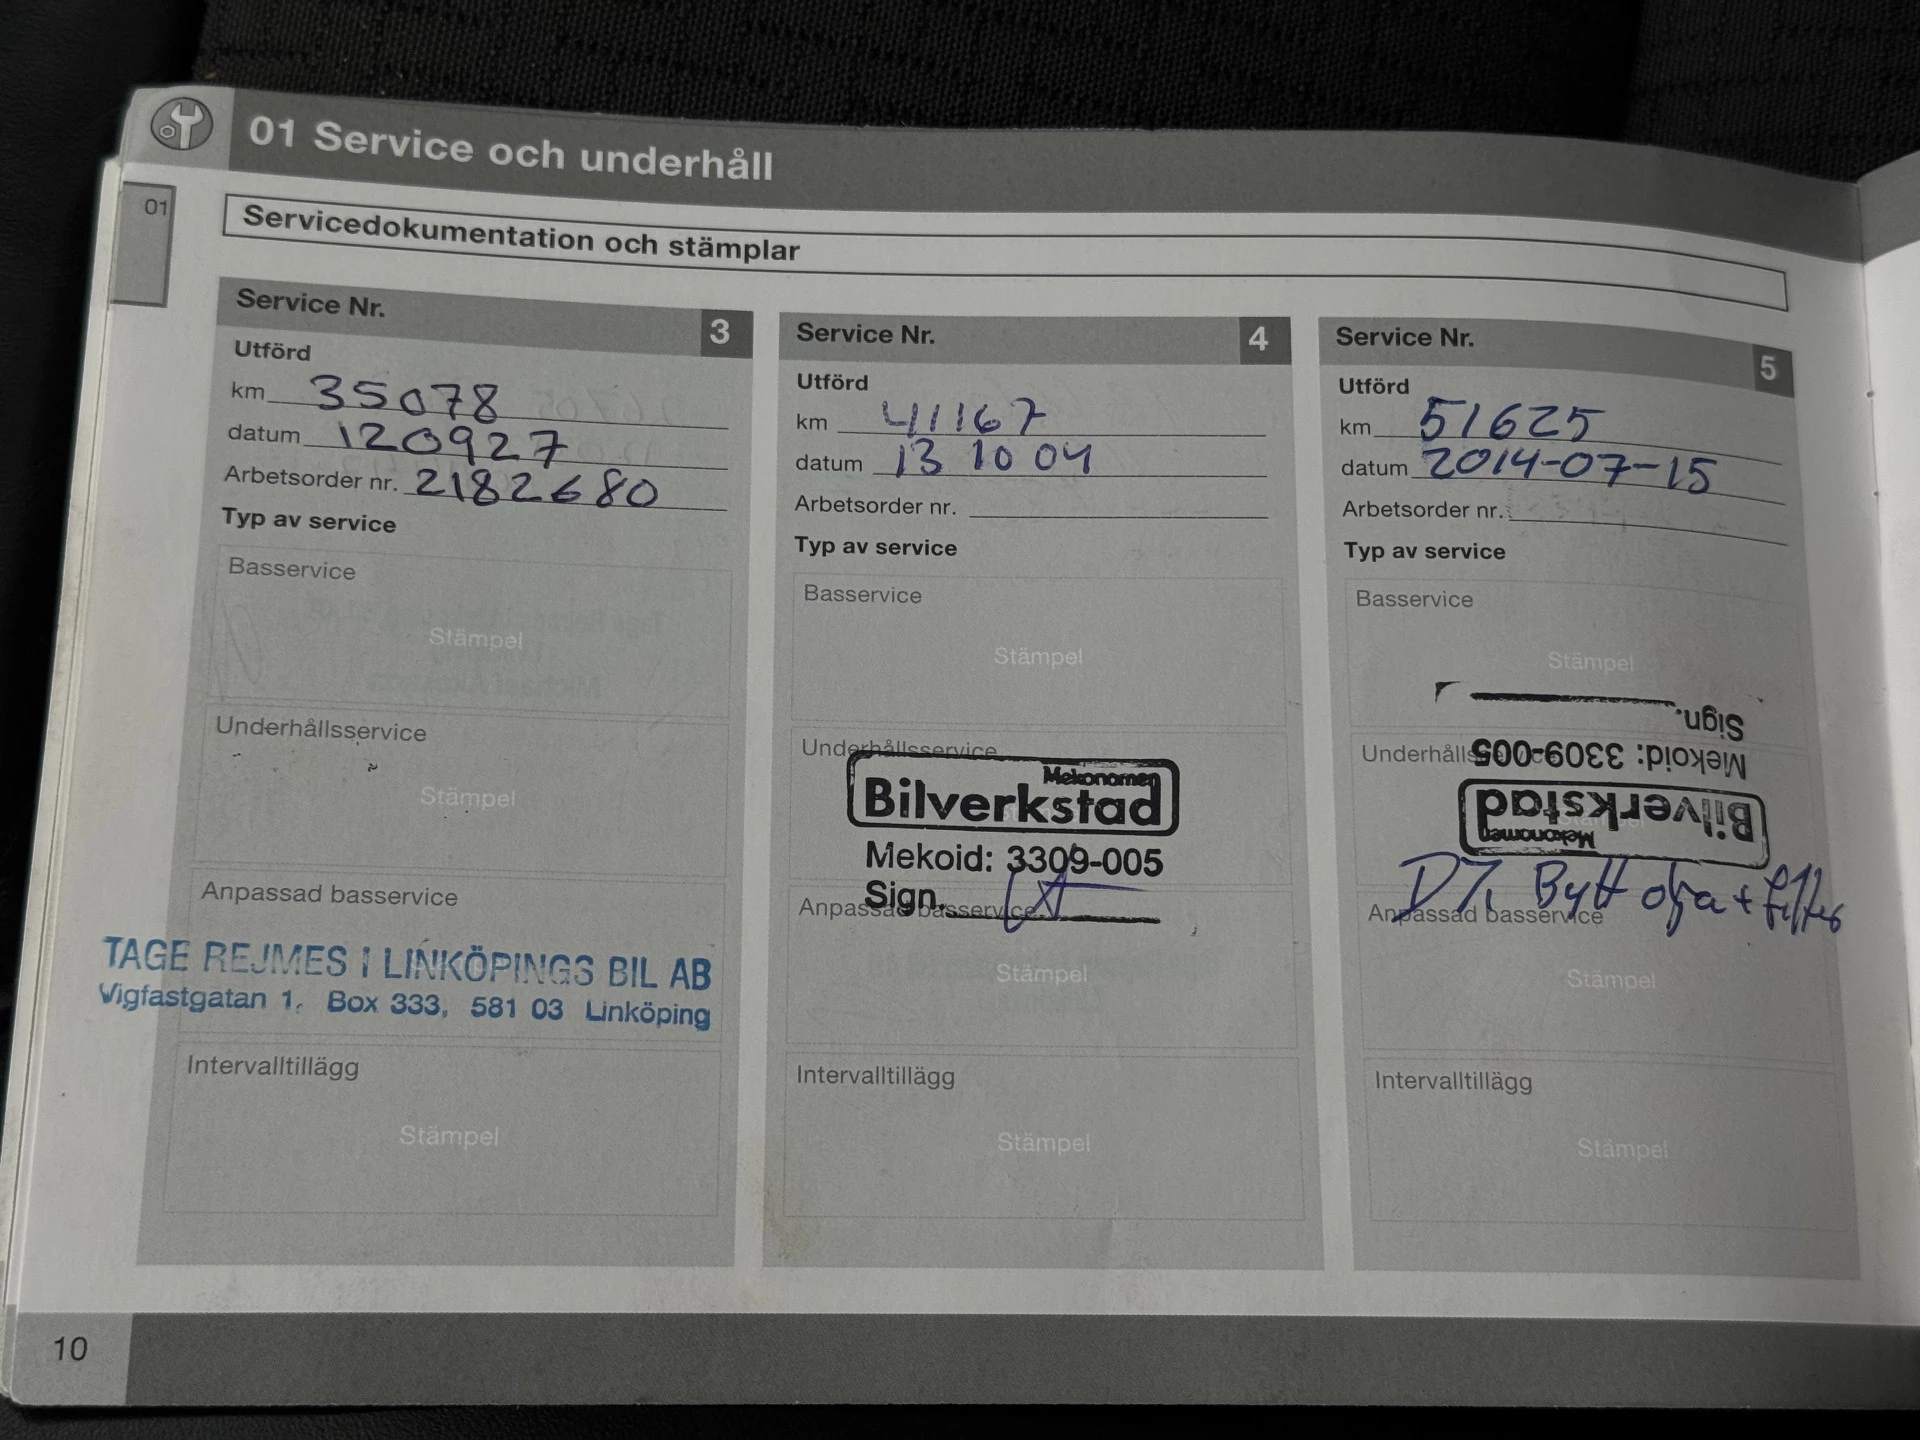 01 Service och underhåll
01
Servicedokumentation och stämplar
Service Nr. 3
Utförd
km 35078
datum 120927
Arbetsorder nr. 2182680
Typ av service
Basservice
Stämpel
Underhållsservice
Stämpel
Anpassad basservice
TAGE REJMES I LINKÖPINGS BIL AB
Vigfastgatan 1, Box 333, 581 03 Linköping
Intervalltillägg
Stämpel
Service Nr. 4
Utförd
km 41167
datum 13 10 04
Arbetsorder nr.
Typ av service
Basservice
Stämpel
Underhållsservice
Mekonomen
Bilverkstad
Mekoid: 3309-005
Sign.
Anpassad basservice
Stämpel
Intervalltillägg
Stämpel
Service Nr. 5
Utförd
km 51625
datum 2014-07-15
Arbetsorder nr.
Typ av service
Basservice
Stämpel
Sign.
Mekoid: 3309-005
Underhållsservice
Bilverkstad
Mekonomen
Bytt olja + filter
Anpassad basservice
Stämpel
Intervalltillägg
Stämpel
10